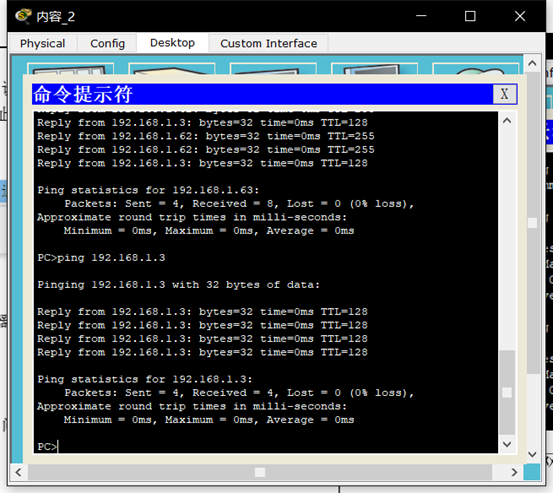 内容_2
Physical Config Desktop Custom Interface
命令提示符 X
Reply from 192.168.1.3: bytes=32 time=0ms TTL=128
Reply from 192.168.1.62: bytes=32 time=0ms TTL=255
Reply from 192.168.1.62: bytes=32 time=0ms TTL=255
Reply from 192.168.1.3: bytes=32 time=0ms TTL=128
Ping statistics for 192.168.1.63:
Packets: Sent = 4, Received = 8, Lost = 0 (0% loss),
Approximate round trip times in milli-seconds:
Minimum = 0ms, Maximum = 0ms, Average = 0ms
PC>ping 192.168.1.3
Pinging 192.168.1.3 with 32 bytes of data:
Reply from 192.168.1.3: bytes=32 time=0ms TTL=128
Reply from 192.168.1.3: bytes=32 time=0ms TTL=128
Reply from 192.168.1.3: bytes=32 time=0ms TTL=128
Reply from 192.168.1.3: bytes=32 time=0ms TTL=128
Ping statistics for 192.168.1.3:
Packets: Sent = 4, Received = 4, Lost = 0 (0% loss),
Approximate round trip times in milli-seconds:
Minimum = 0ms, Maximum = 0ms, Average = 0ms
PC>